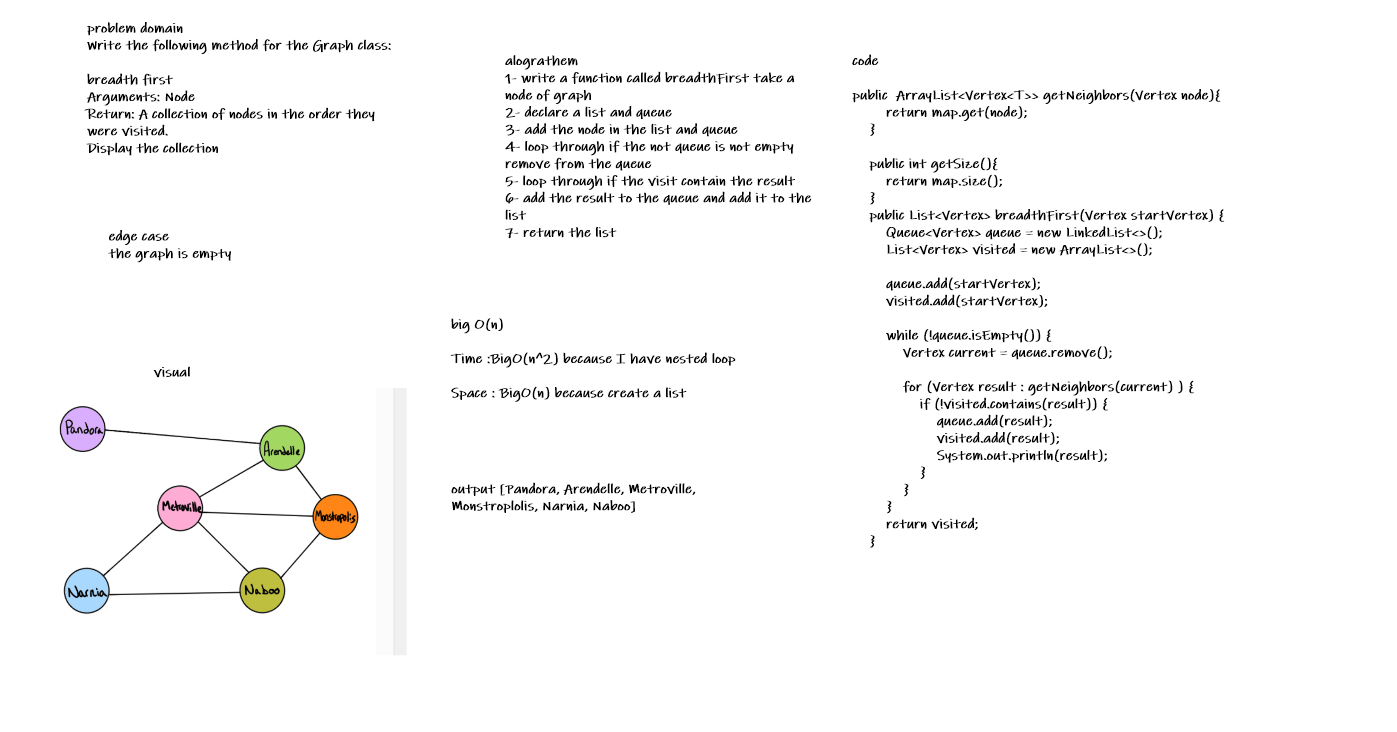 problem domain
Write the following method for the Graph class:
breadth first
Arguments: Node
Return: A collection of nodes in the order they
were visited.
Display the collection
edge case
the graph is empty
visual
Pandora
Arendelle
Metroville
Monstropolis
Narnia
Naboo
alograthem
1- write a function called breadthFirst take a
node of graph
2- declare a list and queue
3- add the node in the list and queue
4- loop through if the not queue is not empty
remove from the queue
5- loop through if the visit contain the result
6- add the result to the queue and add it to the
list
7- return the list
big O(n)
Time :BigO(n^2) because I have nested loop
Space : BigO(n) because create a list
output [Pandora, Arendelle, Metroville,
Monstroplolis, Narnia, Naboo]
code
public ArrayList<Vertex<T>> getNeighbors(Vertex node){
return map.get(node);
}
public int getSize(){
return map.size();
}
public List<Vertex> breadthFirst(Vertex startVertex) {
Queue<Vertex> queue = new LinkedList<>();
List<Vertex> visited = new ArrayList<>();
queue.add(startVertex);
visited.add(startVertex);
while (!queue.isEmpty()) {
Vertex current = queue.remove();
for (Vertex result : getNeighbors(current) ) {
if (!visited.contains(result)) {
queue.add(result);
visited.add(result);
System.out.println(result);
}
}
}
return visited;
}